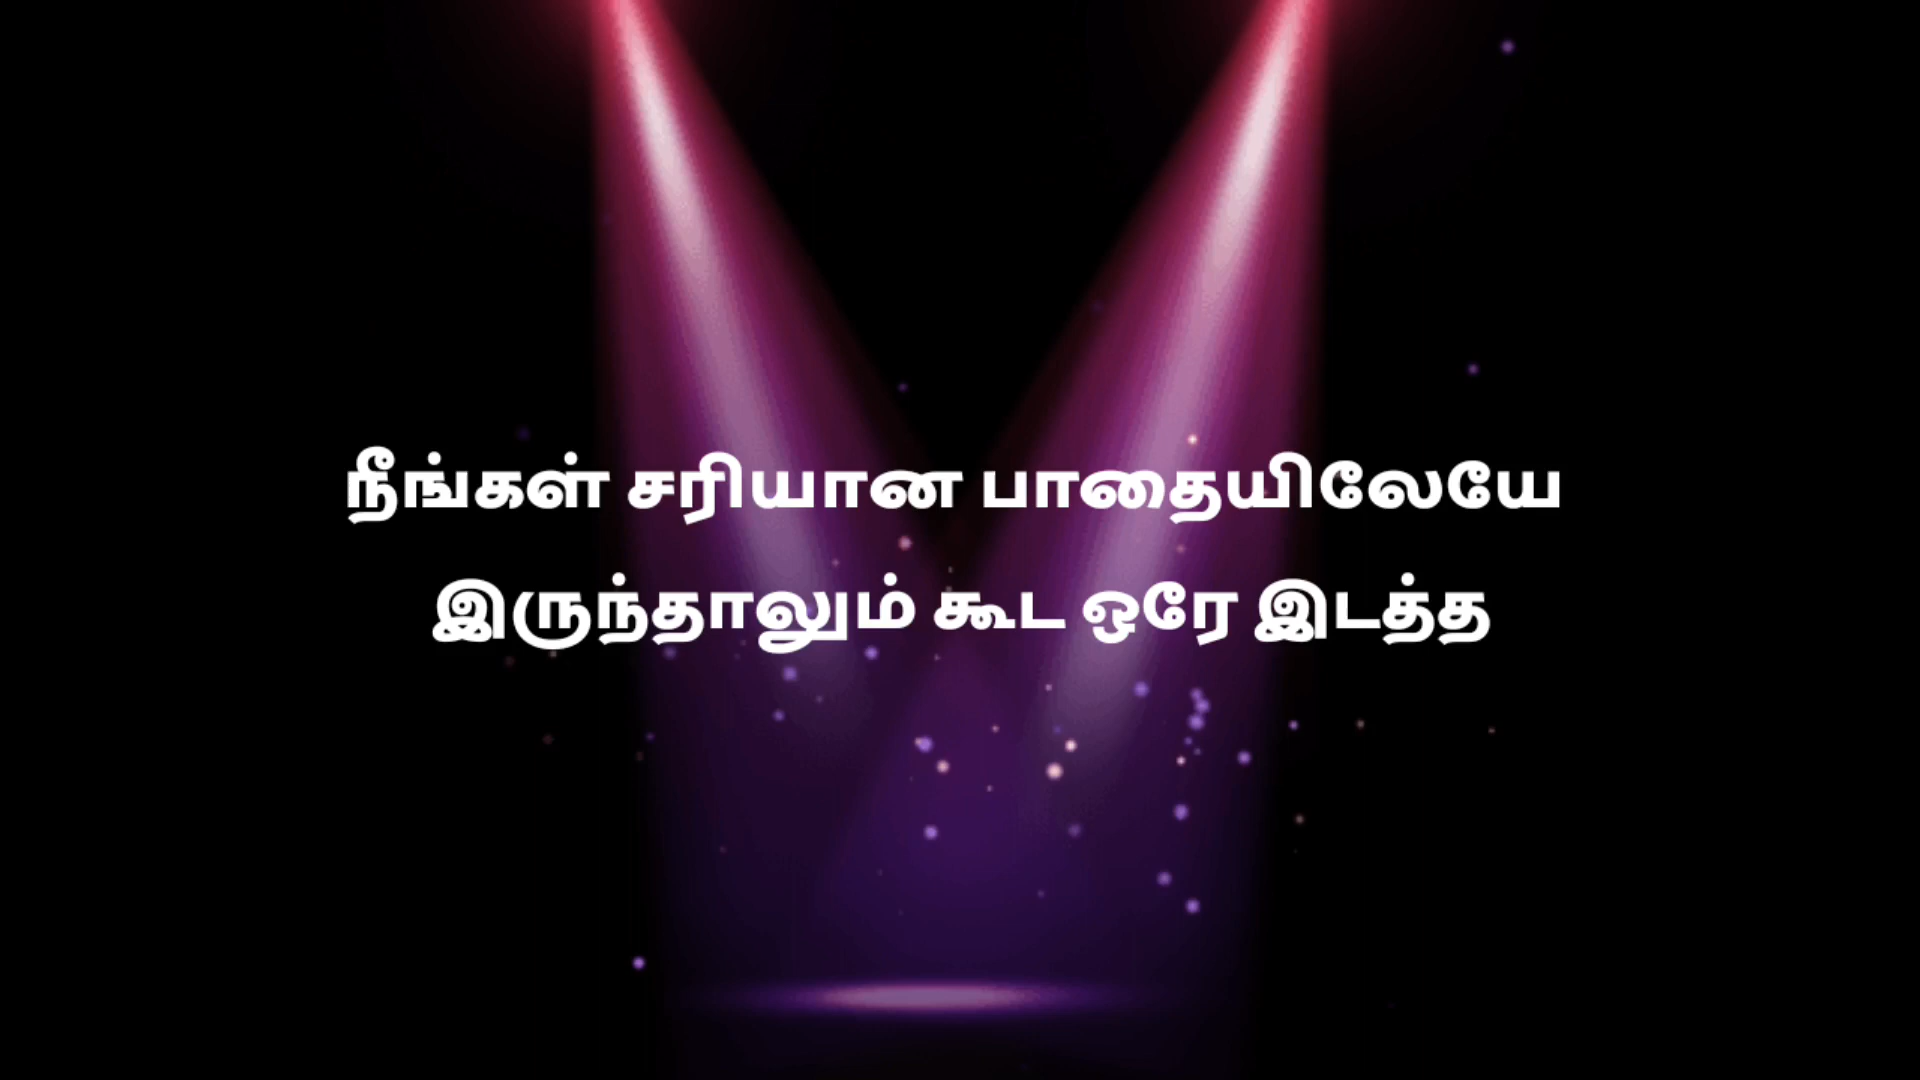 நீங்கள் சரியான பாதையிலேயே
இருந்தாலும் கூட ஒரே இடத்த